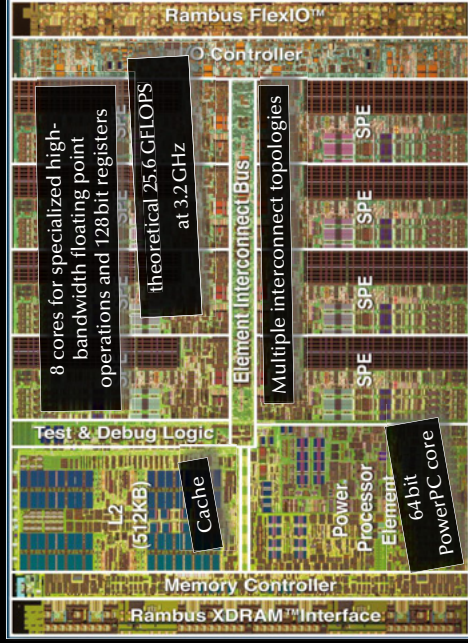 Rambus FlexIO™
O Controller
8 cores for specialized high-
bandwidth floating point
operations and 128bit registers
SPE
theoretical 25.6 GFLOPS
at 3.2 GHz
Element Interconnect Bus
Multiple interconnect topologies
SPE
SPE
SPE
SPE
Test & Debug Logic
L2
(512KB)
Cache
Power
Processor
Element
64bit
PowerPC core
Memory Controller
Rambus XDRAM™Interface